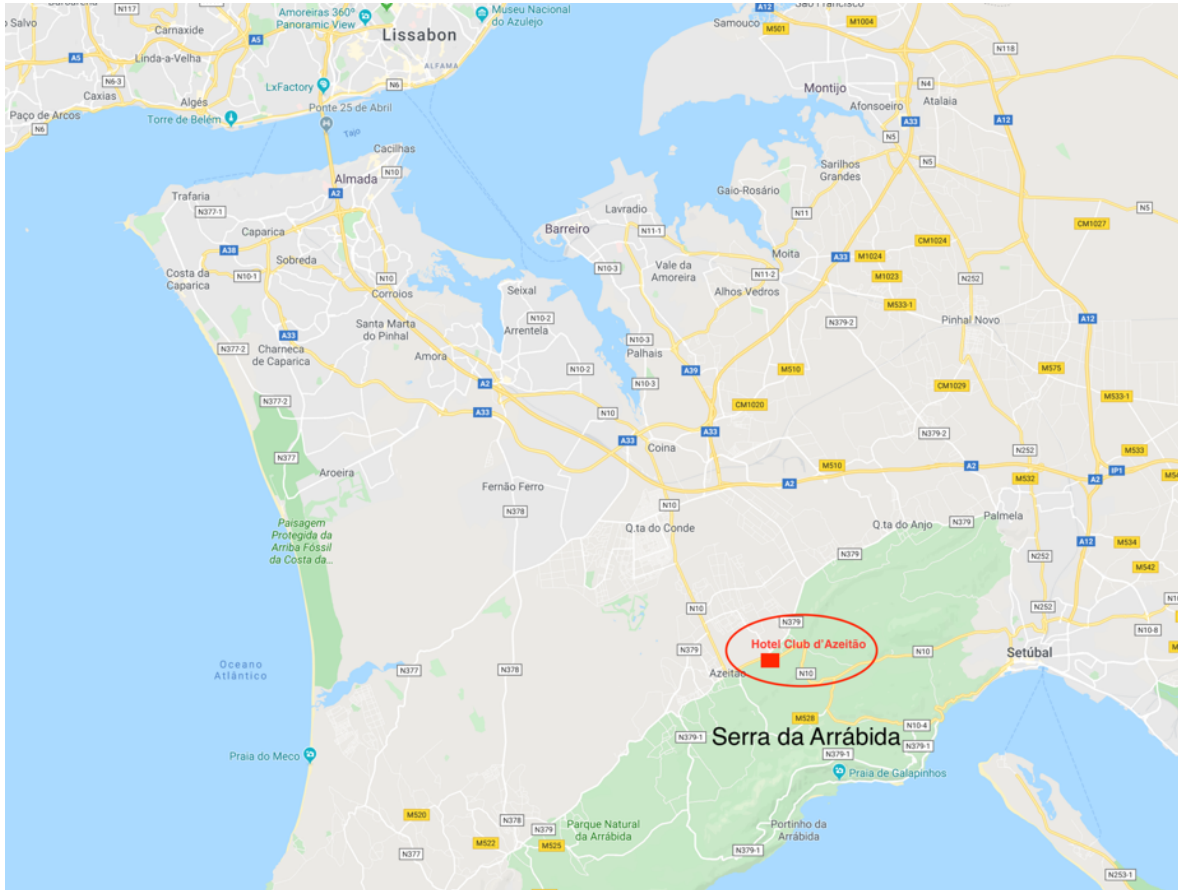 Amoreiras 360°
Panoramic View
Museu Nacional
do Azulejo
A12
Samouco
M501
M1004
Carnaxide
N117
A5
Lissabon
Linda-a-Velha
ALFAMA
N118
A5
N6-3
Caxias
LxFactory
N6
Montijo
N4
Algés
Afonsoeiro
Atalaia
Paço de Arcos
N6
Torre de Belém
Ponte 25 de Abril
A33
A12
Tejo
N5
Cacilhas
N5
Almada
N10
Sarilhos
Grandes
A2
Gaio-Rosário
Trafaria
N377-1
Lavradio
N11
N5
Caparica
Barreiro
N11-1
CM1027
A38
CM1024
Moita
A33
M1024
Sobreda
N10-3
Vale da
Amoreira
Costa da
Caparica
N10-1
N10
N11-2
M1023
N252
Corroios
Seixal
Alhos Vedros
M533-1
N10-2
Santa Marta
do Pinhal
Arrentela
N379-2
Pinhal Novo
A12
A33
N10-3
N377-2
Charneca
de Caparica
Amora
Palhais
N10-2
A39
M510
M575
A2
N10-3
CM1029
M533-1
N377-2
A33
N10
CM1020
A33
A33
N379-2
Coina
N252
M533
N377
Aroeira
M510
A2
IP1
Fernão Ferro
A2
M532
A2
N378
N10
Palmela
Paisagem
Protegida da
Arriba Fóssil
da Costa da...
Q.ta do Conde
Q.ta do Anjo
N379
A12
M534
N379
N252
M542
N10
N252
N379
N10-8
Hotel Club d'Azeitão
N379
N10
Setúbal
Oceano
Atlântico
N377
N378
Azeitão
N10
M528
N10-4
Serra da Arrábida
N379-1
N379-1
N379-1
Praia do Meco
Praia de Galapinhos
M520
N378
Parque Natural
da Arrábida
Portinho da
Arrábida
N379
M522
M525
N377
N379-1
N253-1